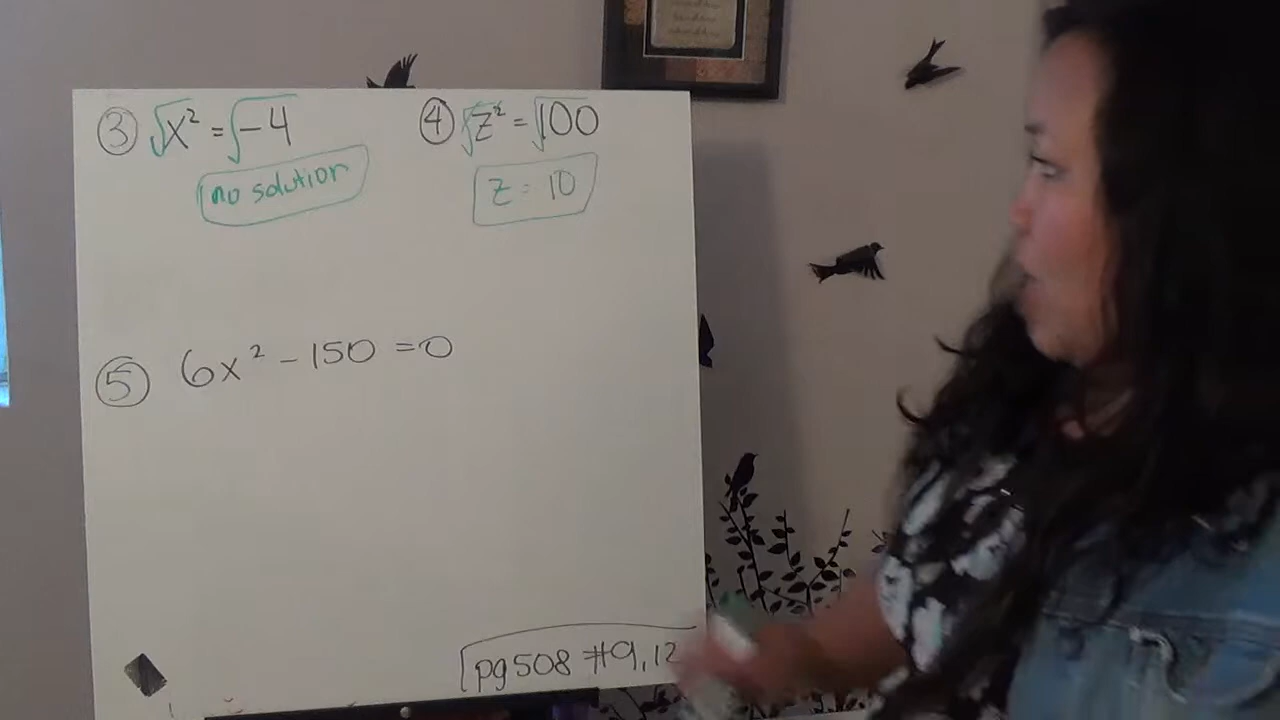 ③ √x² = √-4
no solution
④ √z² = √100
z = 10
⑤ 6x² - 150 = 0
pg 508 #9, 12